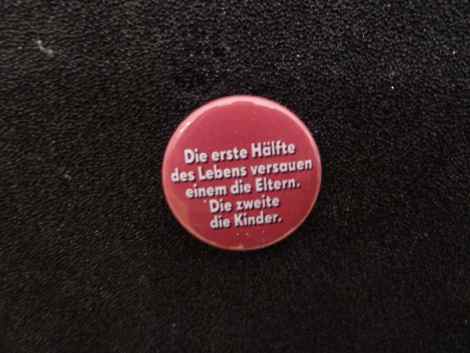 Die erste Hälfte
des Lebens versauen
einem die Eltern.
Die zweite
die Kinder.